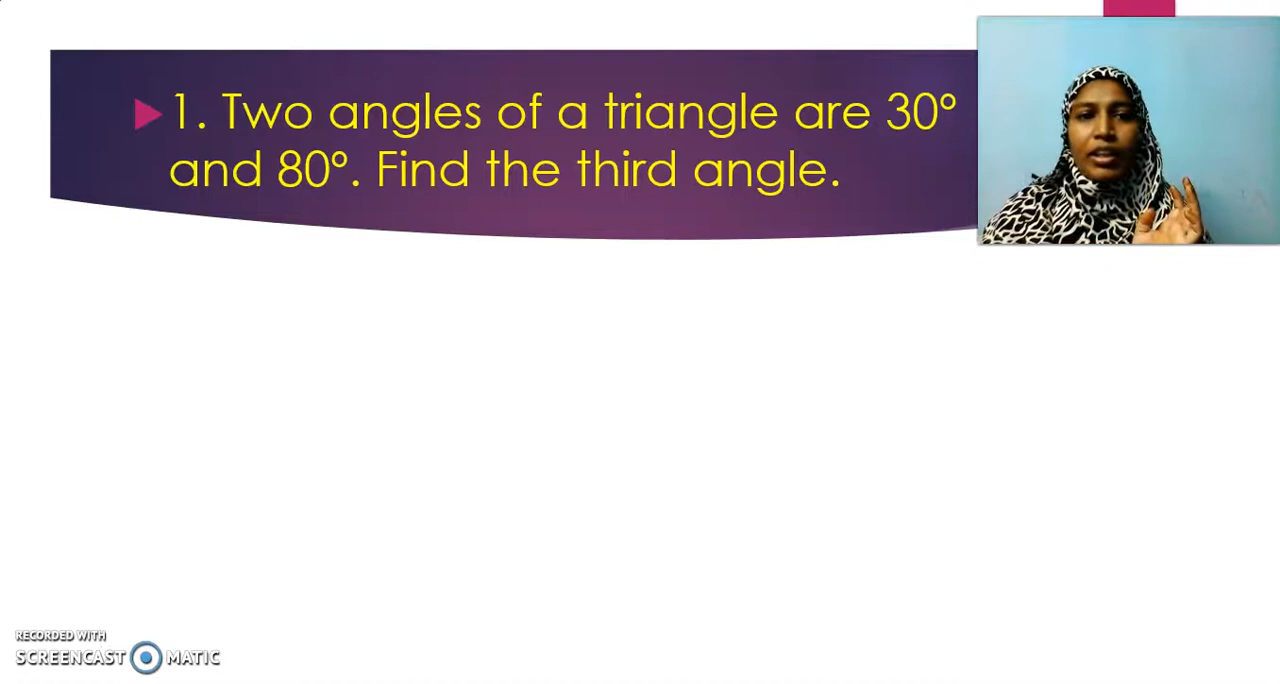 1. Two angles of a triangle are 30°
and 80°. Find the third angle.
RECORDED WITH
SCREENCAST MATIC